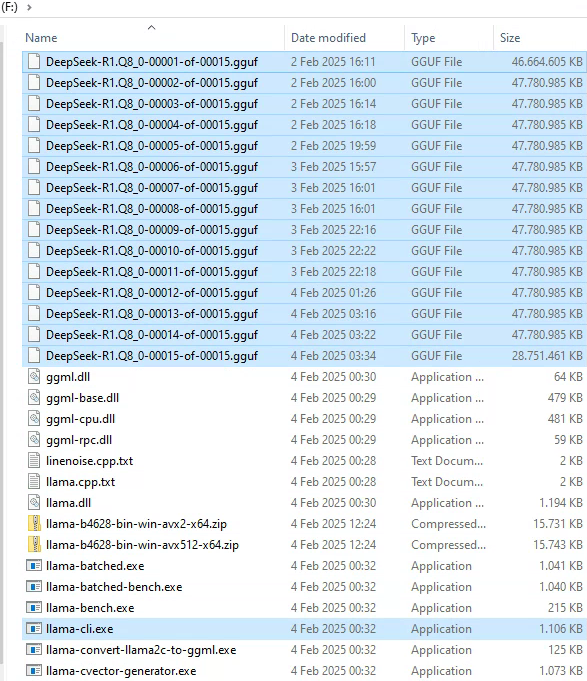 (F:) >
Name Date modified Type Size
DeepSeek-R1.Q8_0-00001-of-00015.gguf 2 Feb 2025 16:11 GGUF File 46.664.605 KB
DeepSeek-R1.Q8_0-00002-of-00015.gguf 2 Feb 2025 16:00 GGUF File 47.780.985 KB
DeepSeek-R1.Q8_0-00003-of-00015.gguf 2 Feb 2025 16:14 GGUF File 47.780.985 KB
DeepSeek-R1.Q8_0-00004-of-00015.gguf 2 Feb 2025 16:18 GGUF File 47.780.985 KB
DeepSeek-R1.Q8_0-00005-of-00015.gguf 2 Feb 2025 19:59 GGUF File 47.780.985 KB
DeepSeek-R1.Q8_0-00006-of-00015.gguf 3 Feb 2025 15:57 GGUF File 47.780.985 KB
DeepSeek-R1.Q8_0-00007-of-00015.gguf 3 Feb 2025 16:01 GGUF File 47.780.985 KB
DeepSeek-R1.Q8_0-00008-of-00015.gguf 3 Feb 2025 16:01 GGUF File 47.780.985 KB
DeepSeek-R1.Q8_0-00009-of-00015.gguf 3 Feb 2025 22:16 GGUF File 47.780.985 KB
DeepSeek-R1.Q8_0-00010-of-00015.gguf 3 Feb 2025 22:22 GGUF File 47.780.985 KB
DeepSeek-R1.Q8_0-00011-of-00015.gguf 3 Feb 2025 22:18 GGUF File 47.780.985 KB
DeepSeek-R1.Q8_0-00012-of-00015.gguf 4 Feb 2025 01:26 GGUF File 47.780.985 KB
DeepSeek-R1.Q8_0-00013-of-00015.gguf 4 Feb 2025 03:16 GGUF File 47.780.985 KB
DeepSeek-R1.Q8_0-00014-of-00015.gguf 4 Feb 2025 03:22 GGUF File 47.780.985 KB
DeepSeek-R1.Q8_0-00015-of-00015.gguf 4 Feb 2025 03:34 GGUF File 28.751.461 KB
ggml.dll 4 Feb 2025 00:30 Application ... 64 KB
ggml-base.dll 4 Feb 2025 00:29 Application ... 479 KB
ggml-cpu.dll 4 Feb 2025 00:29 Application ... 481 KB
ggml-rpc.dll 4 Feb 2025 00:29 Application ... 59 KB
linenoise.cpp.txt 4 Feb 2025 00:28 Text Docum... 2 KB
llama.cpp.txt 4 Feb 2025 00:28 Text Docum... 2 KB
llama.dll 4 Feb 2025 00:30 Application ... 1.194 KB
llama-b4628-bin-win-avx2-x64.zip 4 Feb 2025 12:24 Compressed... 15.731 KB
llama-b4628-bin-win-avx512-x64.zip 4 Feb 2025 12:24 Compressed... 15.743 KB
llama-batched.exe 4 Feb 2025 00:32 Application 1.041 KB
llama-batched-bench.exe 4 Feb 2025 00:32 Application 1.040 KB
llama-bench.exe 4 Feb 2025 00:32 Application 215 KB
llama-cli.exe 4 Feb 2025 00:32 Application 1.106 KB
llama-convert-llama2c-to-ggml.exe 4 Feb 2025 00:32 Application 125 KB
llama-cvector-generator.exe 4 Feb 2025 00:32 Application 1.073 KB